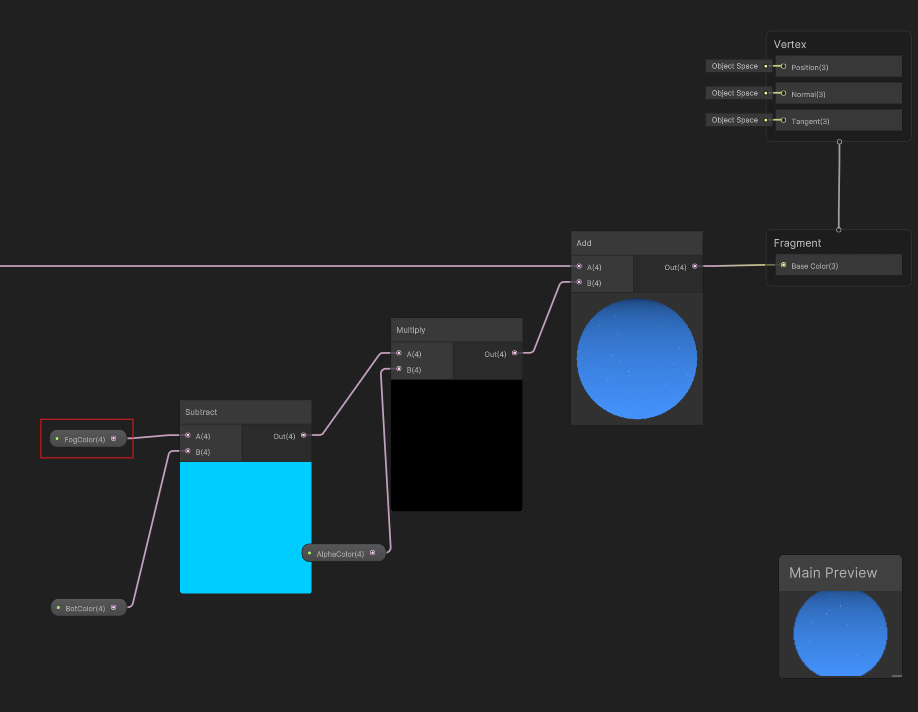 Vertex
Object Space
Position(3)
Object Space
Normal(3)
Object Space
Tangent(3)
Add
A(4)
Out(4)
B(4)
Fragment
Base Color(3)
Multiply
A(4)
Out(4)
B(4)
Subtract
A(4)
Out(4)
B(4)
FogColor(4)
AlphaColor(4)
BotColor(4)
Main Preview